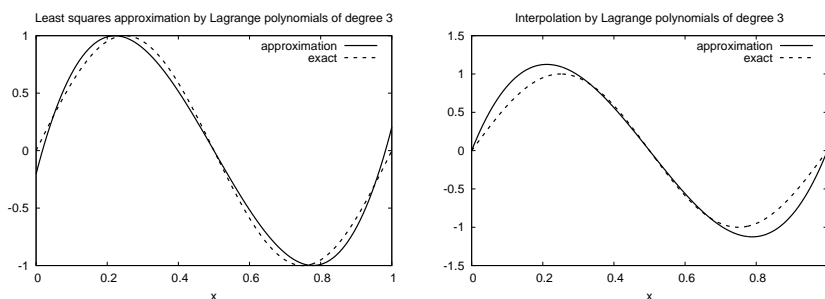 Least squares approximation by Lagrange polynomials of degree 3
approximation
exact
1
0.5
0
-0.5
-1
0 0.2 0.4 0.6 0.8 1
x
Interpolation by Lagrange polynomials of degree 3
approximation
exact
1.5
1
0.5
0
-0.5
-1
-1.5
0 0.2 0.4 0.6 0.8
x